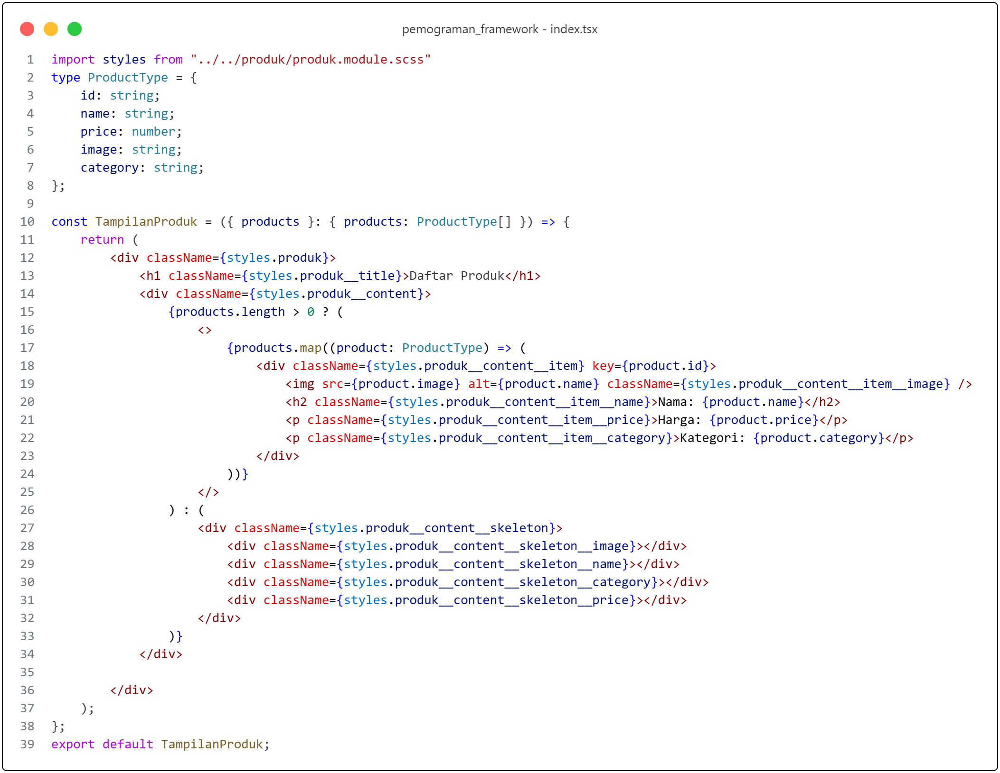 pemograman_framework - index.tsx
1 import styles from "../../produk/produk.module.scss"
2 type ProductType = {
3     id: string;
4     name: string;
5     price: number;
6     image: string;
7     category: string;
8 };
9
10 const TampilanProduk = ({ products }: { products: ProductType[] }) => {
11     return (
12         <div className={styles.produk}>
13             <h1 className={styles.produk__title}>Daftar Produk</h1>
14             <div className={styles.produk__content}>
15                 {products.length > 0 ? (
16                     <>
17                         {products.map((product: ProductType) => (
18                             <div className={styles.produk__content__item} key={product.id}>
19                                 <img src={product.image} alt={product.name} className={styles.produk__content__item__image} />
20                                 <h2 className={styles.produk__content__item__name}>Nama: {product.name}</h2>
21                                 <p className={styles.produk__content__item__price}>Harga: {product.price}</p>
22                                 <p className={styles.produk__content__item__category}>Kategori: {product.category}</p>
23                             </div>
24                         ))}
25                     </>
26                 ) : (
27                     <div className={styles.produk__content__skeleton}>
28                         <div className={styles.produk__content__skeleton__image}></div>
29                         <div className={styles.produk__content__skeleton__name}></div>
30                         <div className={styles.produk__content__skeleton__category}></div>
31                         <div className={styles.produk__content__skeleton__price}></div>
32                     </div>
33                 )}
34             </div>
35
36         </div>
37     );
38 };
39 export default TampilanProduk;